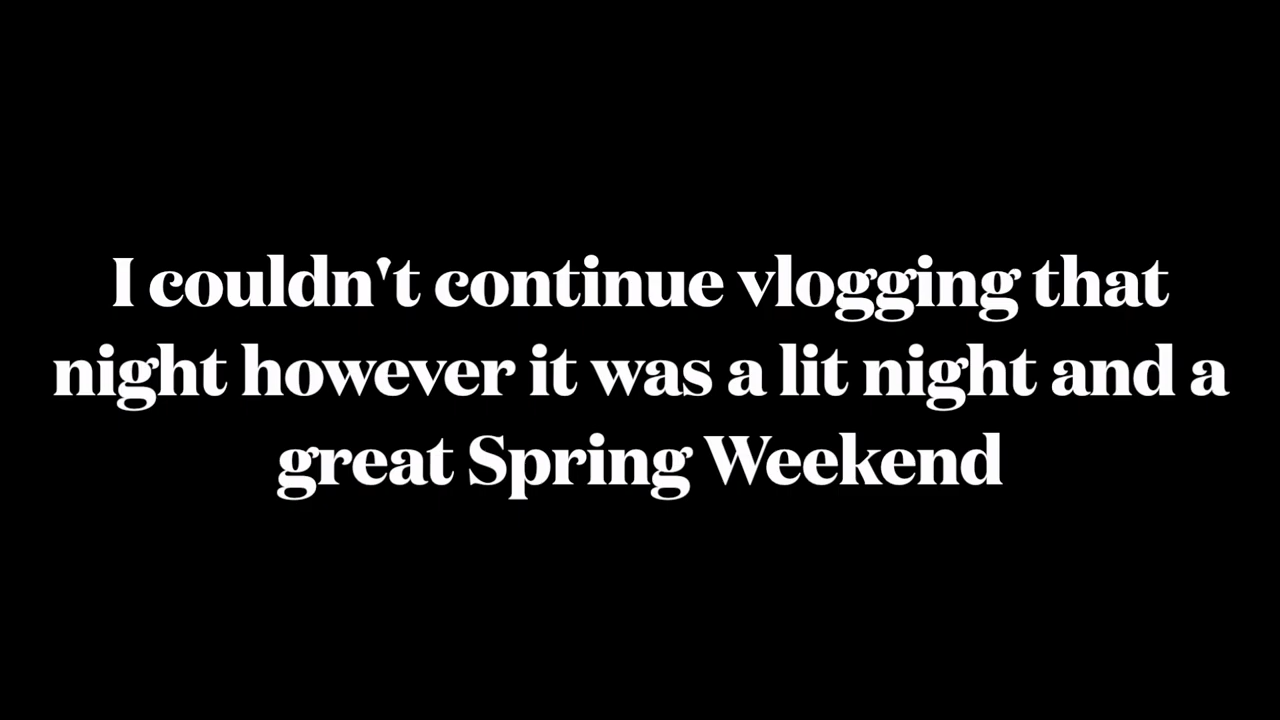 I couldn't continue vlogging that
night however it was a lit night and a
great Spring Weekend